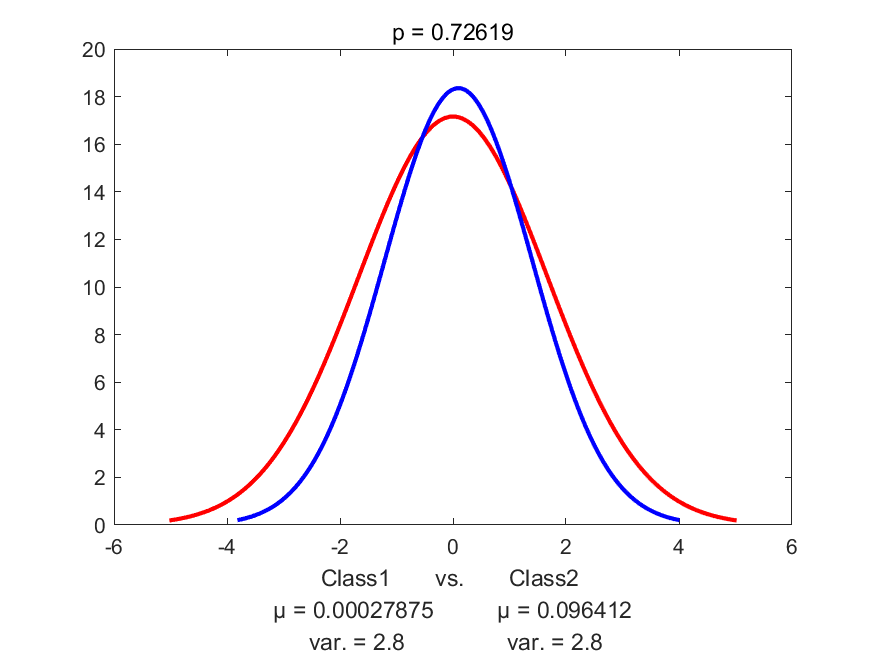 p = 0.72619
20
18
16
14
12
10
8
6
4
2
0
-6 -4 -2 0 2 4 6
Class1 vs. Class2
μ = 0.00027875 μ = 0.096412
var. = 2.8 var. = 2.8